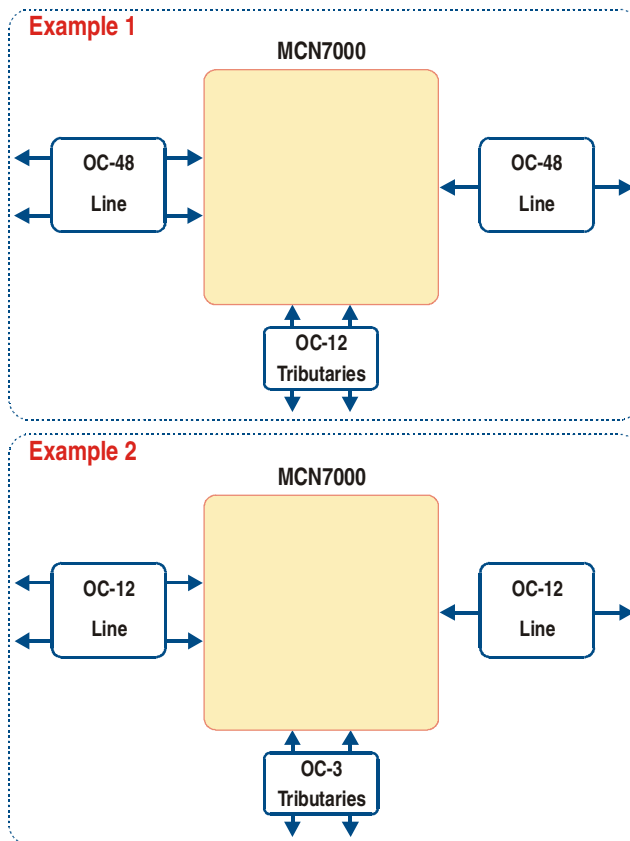 Example 1
MCN7000
OC-48
Line
OC-48
Line
OC-12
Tributaries
Example 2
MCN7000
OC-12
Line
OC-12
Line
OC-3
Tributaries